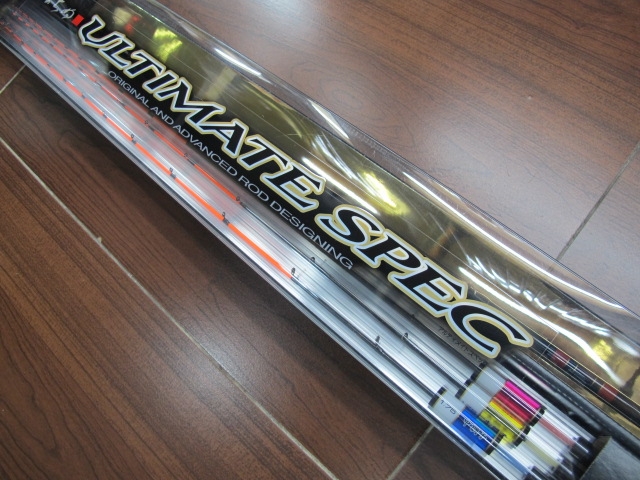 ULTIMATE SPEC
ORIGINAL AND ADVANCED ROD DESIGNING